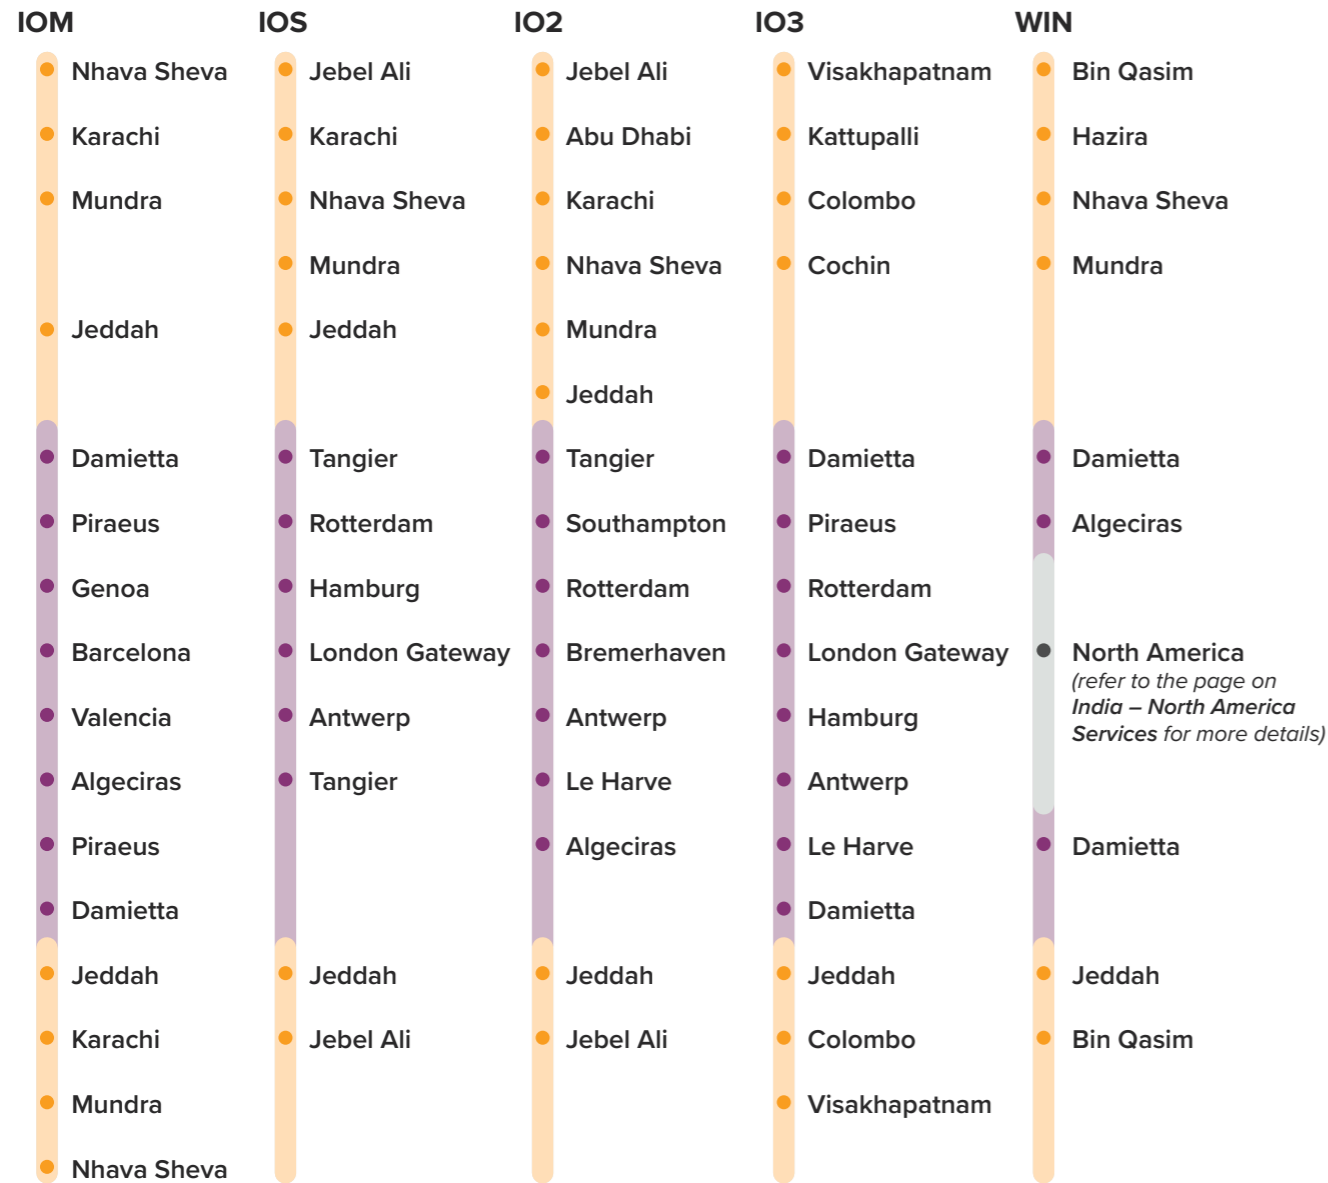 IOM
Nhava Sheva
Karachi
Mundra
Jeddah
Damietta
Piraeus
Genoa
Barcelona
Valencia
Algeciras
Piraeus
Damietta
Jeddah
Karachi
Mundra
Nhava Sheva
IOS
Jebel Ali
Karachi
Nhava Sheva
Mundra
Jeddah
Tangier
Rotterdam
Hamburg
London Gateway
Antwerp
Tangier
Jeddah
Jebel Ali
IO2
Jebel Ali
Abu Dhabi
Karachi
Nhava Sheva
Mundra
Jeddah
Tangier
Southampton
Rotterdam
Bremerhaven
Antwerp
Le Harve
Algeciras
Jeddah
Jebel Ali
IO3
Visakhapatnam
Kattupalli
Colombo
Cochin
Damietta
Piraeus
Rotterdam
London Gateway
Hamburg
Antwerp
Le Harve
Damietta
Jeddah
Colombo
Visakhapatnam
WIN
Bin Qasim
Hazira
Nhava Sheva
Mundra
Damietta
Algeciras
North America
(refer to the page on
India – North America
Services for more details)
Damietta
Jeddah
Bin Qasim